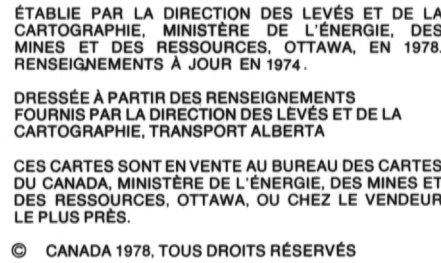 ÉTABLIE PAR LA DIRECTION DES LEVÉS ET DE LA
CARTOGRAPHIE, MINISTÈRE DE L'ÉNERGIE, DES
MINES ET DES RESSOURCES, OTTAWA, EN 1978.
RENSEIGNEMENTS À JOUR EN 1974.
DRESSÉE À PARTIR DES RENSEIGNEMENTS
FOURNIS PAR LA DIRECTION DES LEVÉS ET DE LA
CARTOGRAPHIE, TRANSPORT ALBERTA
CES CARTES SONT EN VENTE AU BUREAU DES CARTES
DU CANADA, MINISTÈRE DE L'ÉNERGIE, DES MINES ET
DES RESSOURCES, OTTAWA, OU CHEZ LE VENDEUR
LE PLUS PRÈS.
© CANADA 1978, TOUS DROITS RÉSERVÉS